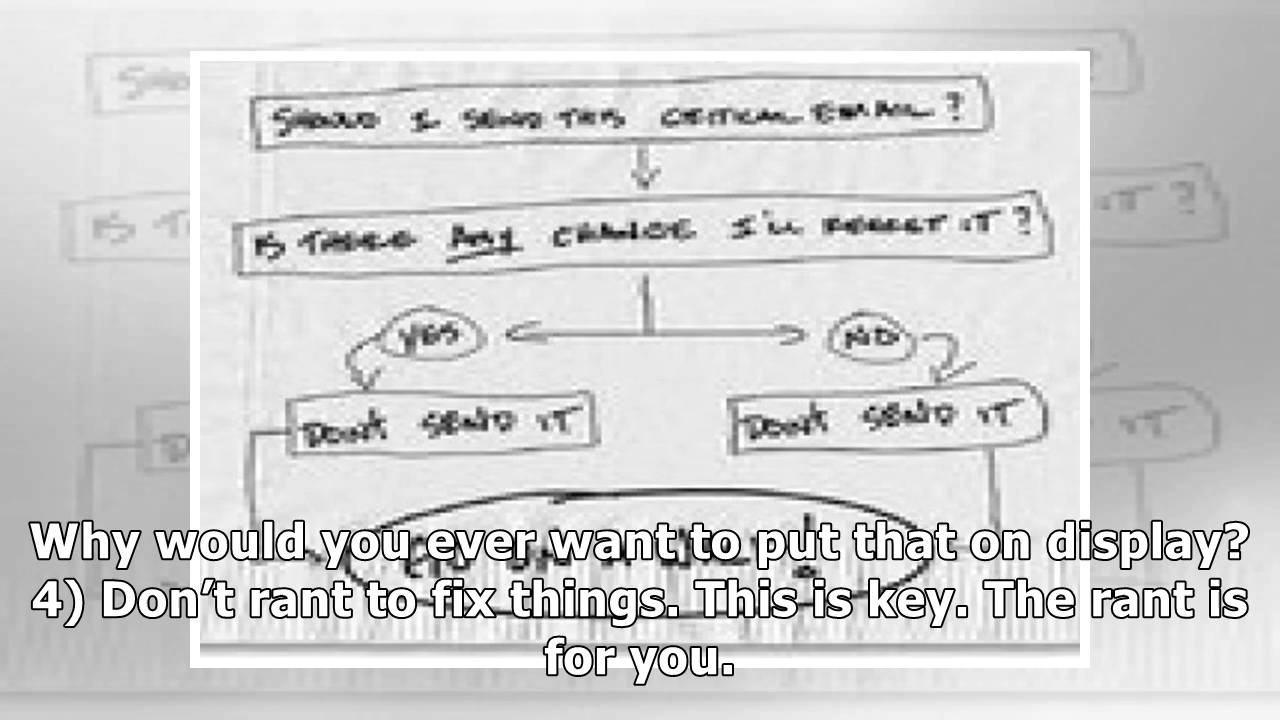 SHOULD I SEND THIS CRITICAL EMAIL?
IS THERE ANY CHANCE I'LL REGRET IT?
YES
NO
DON'T SEND IT
DON'T SEND IT
Why would you ever want to put that on display?
4) Don’t rant to fix things. This is key. The rant is
for you.